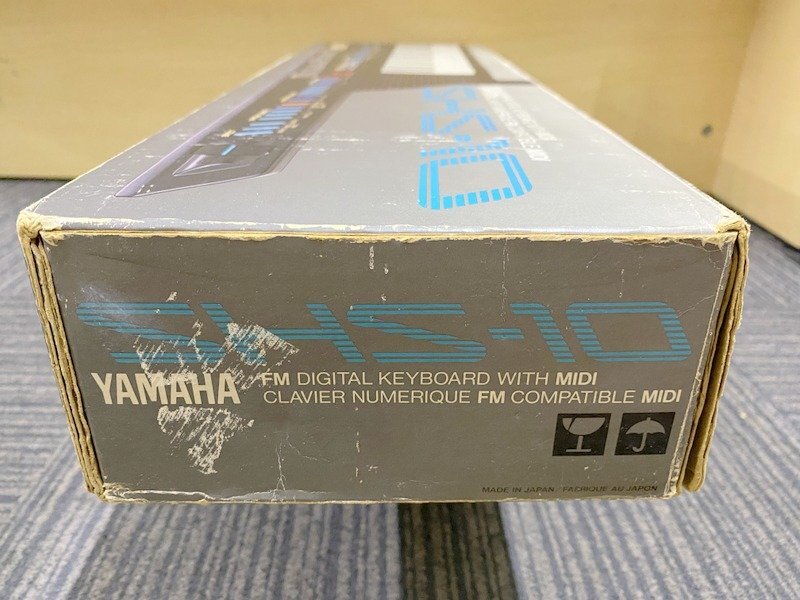 SHS-10
YAMAHA
FM DIGITAL KEYBOARD WITH MIDI
CLAVIER NUMERIQUE FM COMPATIBLE MIDI
MADE IN JAPAN FABRIQUE AU JAPON